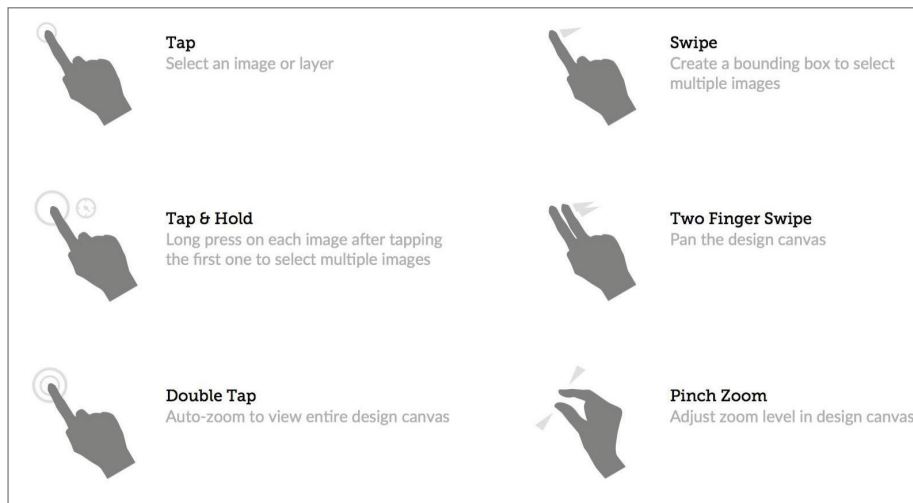 Tap
Select an image or layer
Swipe
Create a bounding box to select
multiple images
Tap & Hold
Long press on each image after tapping
the first one to select multiple images
Two Finger Swipe
Pan the design canvas
Double Tap
Auto-zoom to view entire design canvas
Pinch Zoom
Adjust zoom level in design canvas